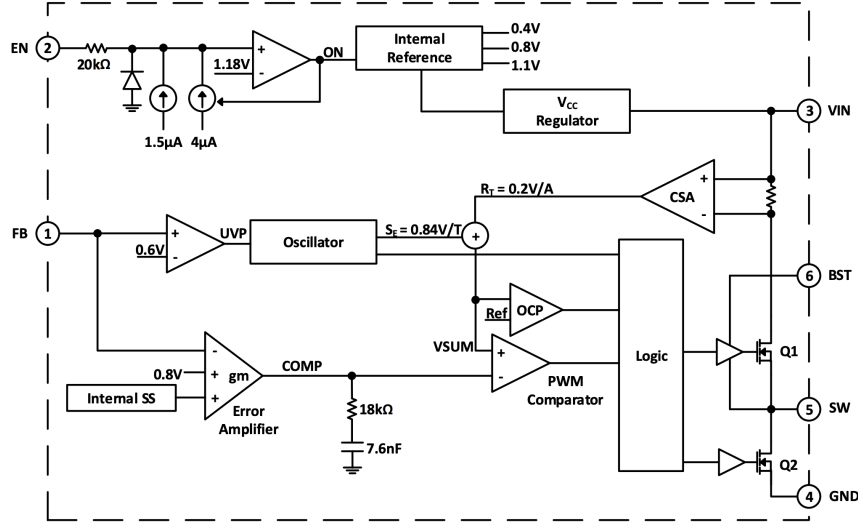 EN
2
20kΩ
1.18V
+
-
ON
Internal
Reference
0.4V
0.8V
1.1V
1.5µA
4µA
VCC
Regulator
3
VIN
RT = 0.2V/A
CSA
+
-
FB
1
0.6V
+
-
UVP
Oscillator
SE = 0.84V/T
+
6
BST
Ref
OCP
VSUM
+
-
PWM
Comparator
Logic
Q1
0.8V
-
+
+
gm
COMP
Internal SS
Error
Amplifier
18kΩ
7.6nF
5
SW
Q2
4
GND